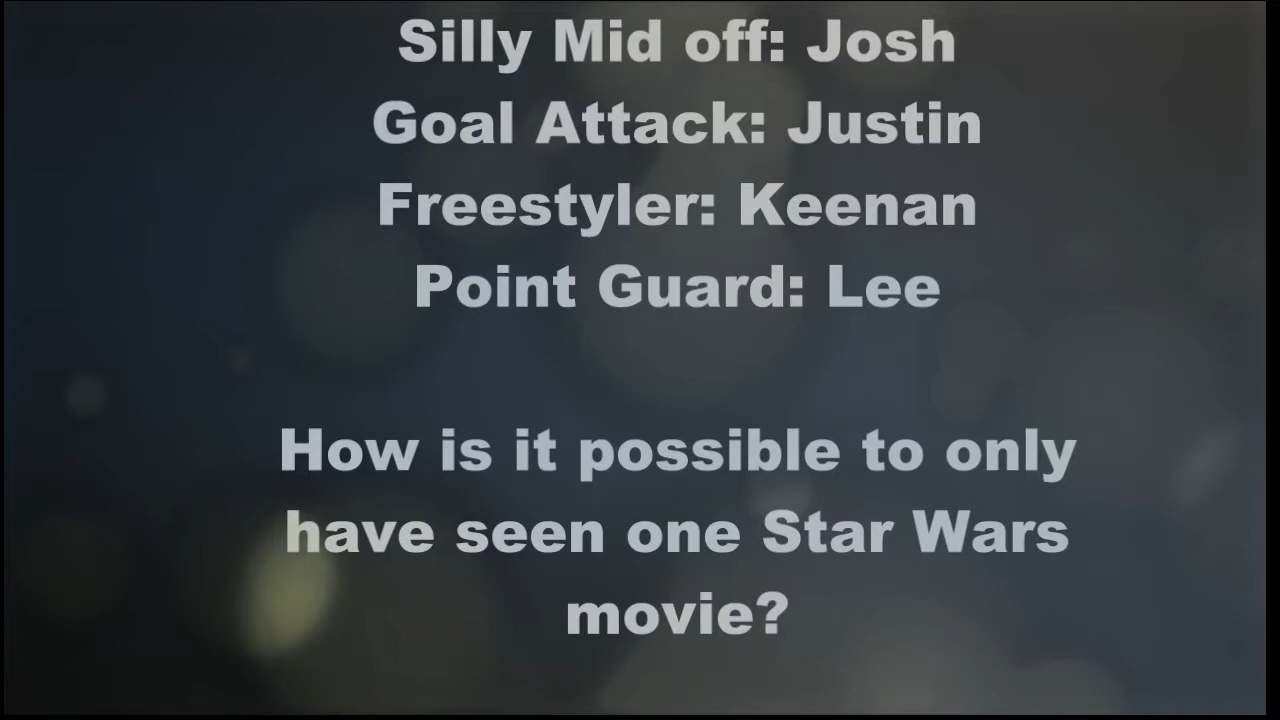 Silly Mid off: Josh
Goal Attack: Justin
Freestyler: Keenan
Point Guard: Lee
How is it possible to only
have seen one Star Wars
movie?